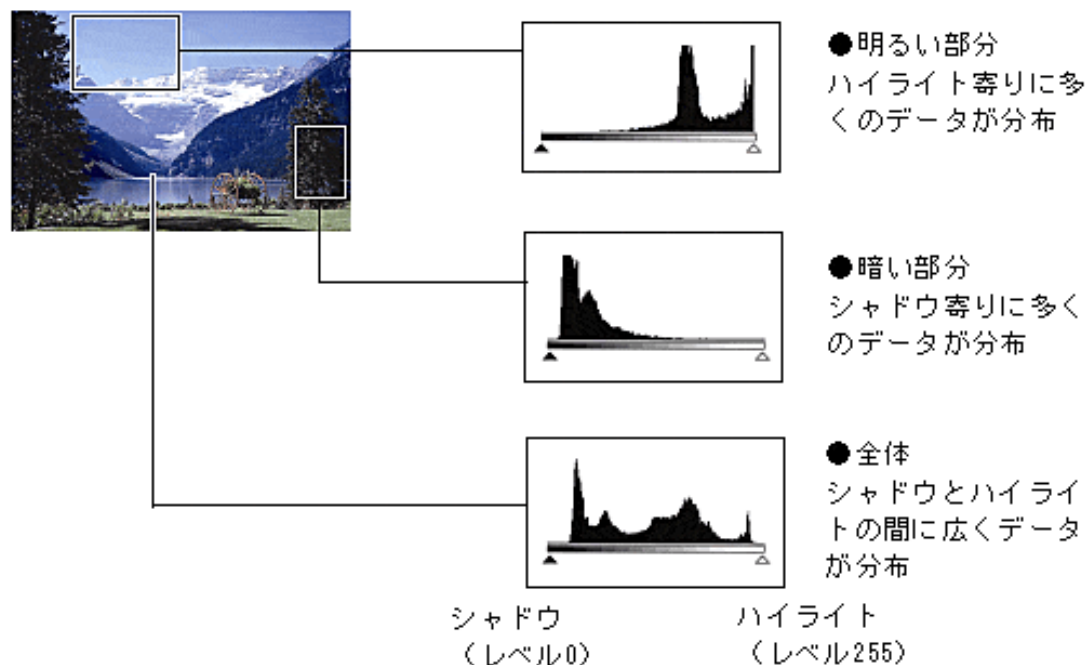 ●明るい部分
ハイライト寄りに多
くのデータが分布
●暗い部分
シャドウ寄りに多く
のデータが分布
●全体
シャドウとハイライ
トの間に広くデータ
が分布
シャドウ
（レベル0）
ハイライト
（レベル255）